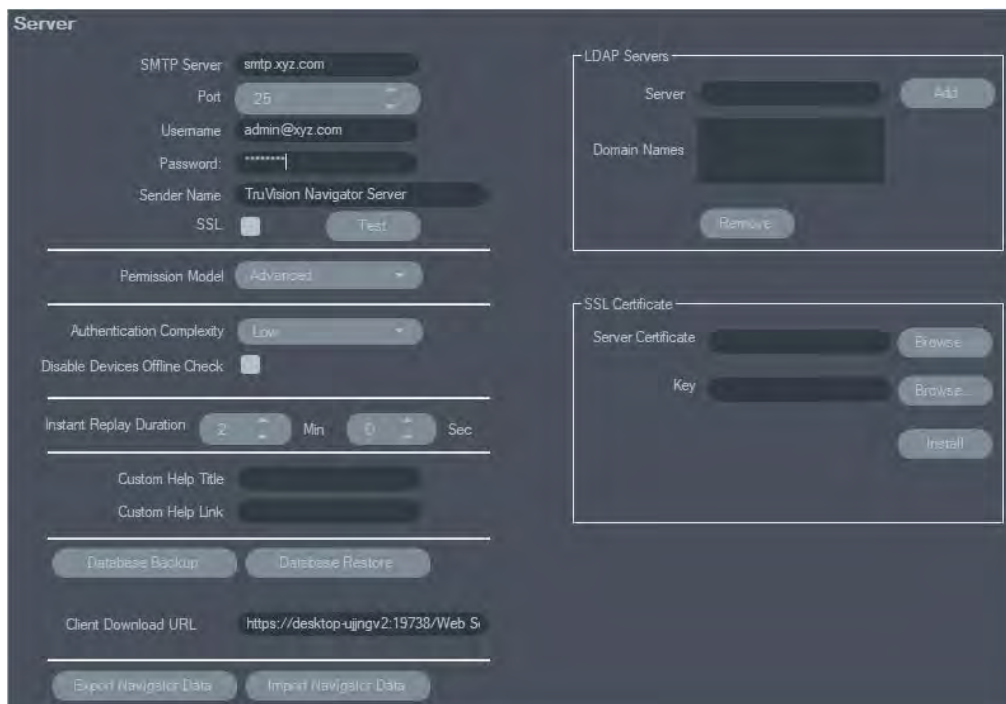 Server
SMTP Server smtp.xyz.com
Port 25
Username admin@xyz.com
Password: ********
Sender Name TruVision Navigator Server
SSL Test
Permission Model Advanced
Authentication Complexity Low
Disable Devices Offline Check
Instant Replay Duration 2 Min 0 Sec
Custom Help Title
Custom Help Link
Database Backup Database Restore
Client Download URL https://desktop-ujjngv2:19738/Web S
Export Navigator Data Import Navigator Data
LDAP Servers
Server Add
Domain Names
Remove
SSL Certificate
Server Certificate Browse...
Key Browse...
Install